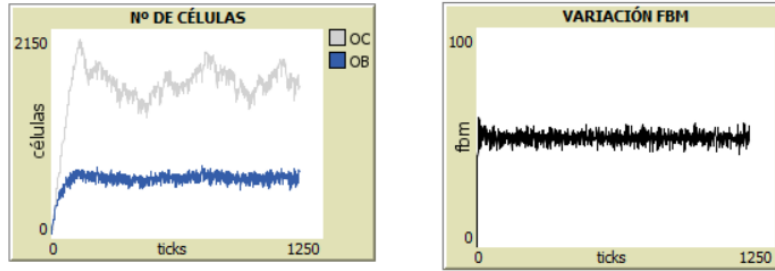 Nº DE CÉLULAS
2150
células
0
0
ticks
1250
OC
OB
VARIACIÓN FBM
100
fbm
0
0
ticks
1250